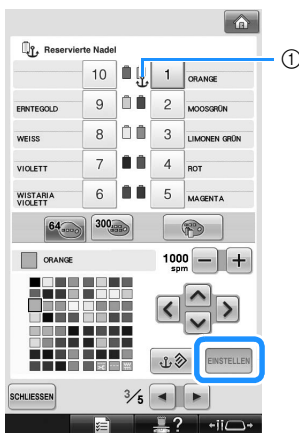 Reservierte Nadel
①
10 1 ORANGE
ERNTEGOLD 9 2 MOOSGRÜN
WEISS 8 3 LIMONEN GRÜN
VIOLETT 7 4 ROT
WISTARIA
VIOLETT 6 5 MAGENTA
64 300
ORANGE 1000
spm − +
EINSTELLEN
SCHLIESSEN 3/5
?